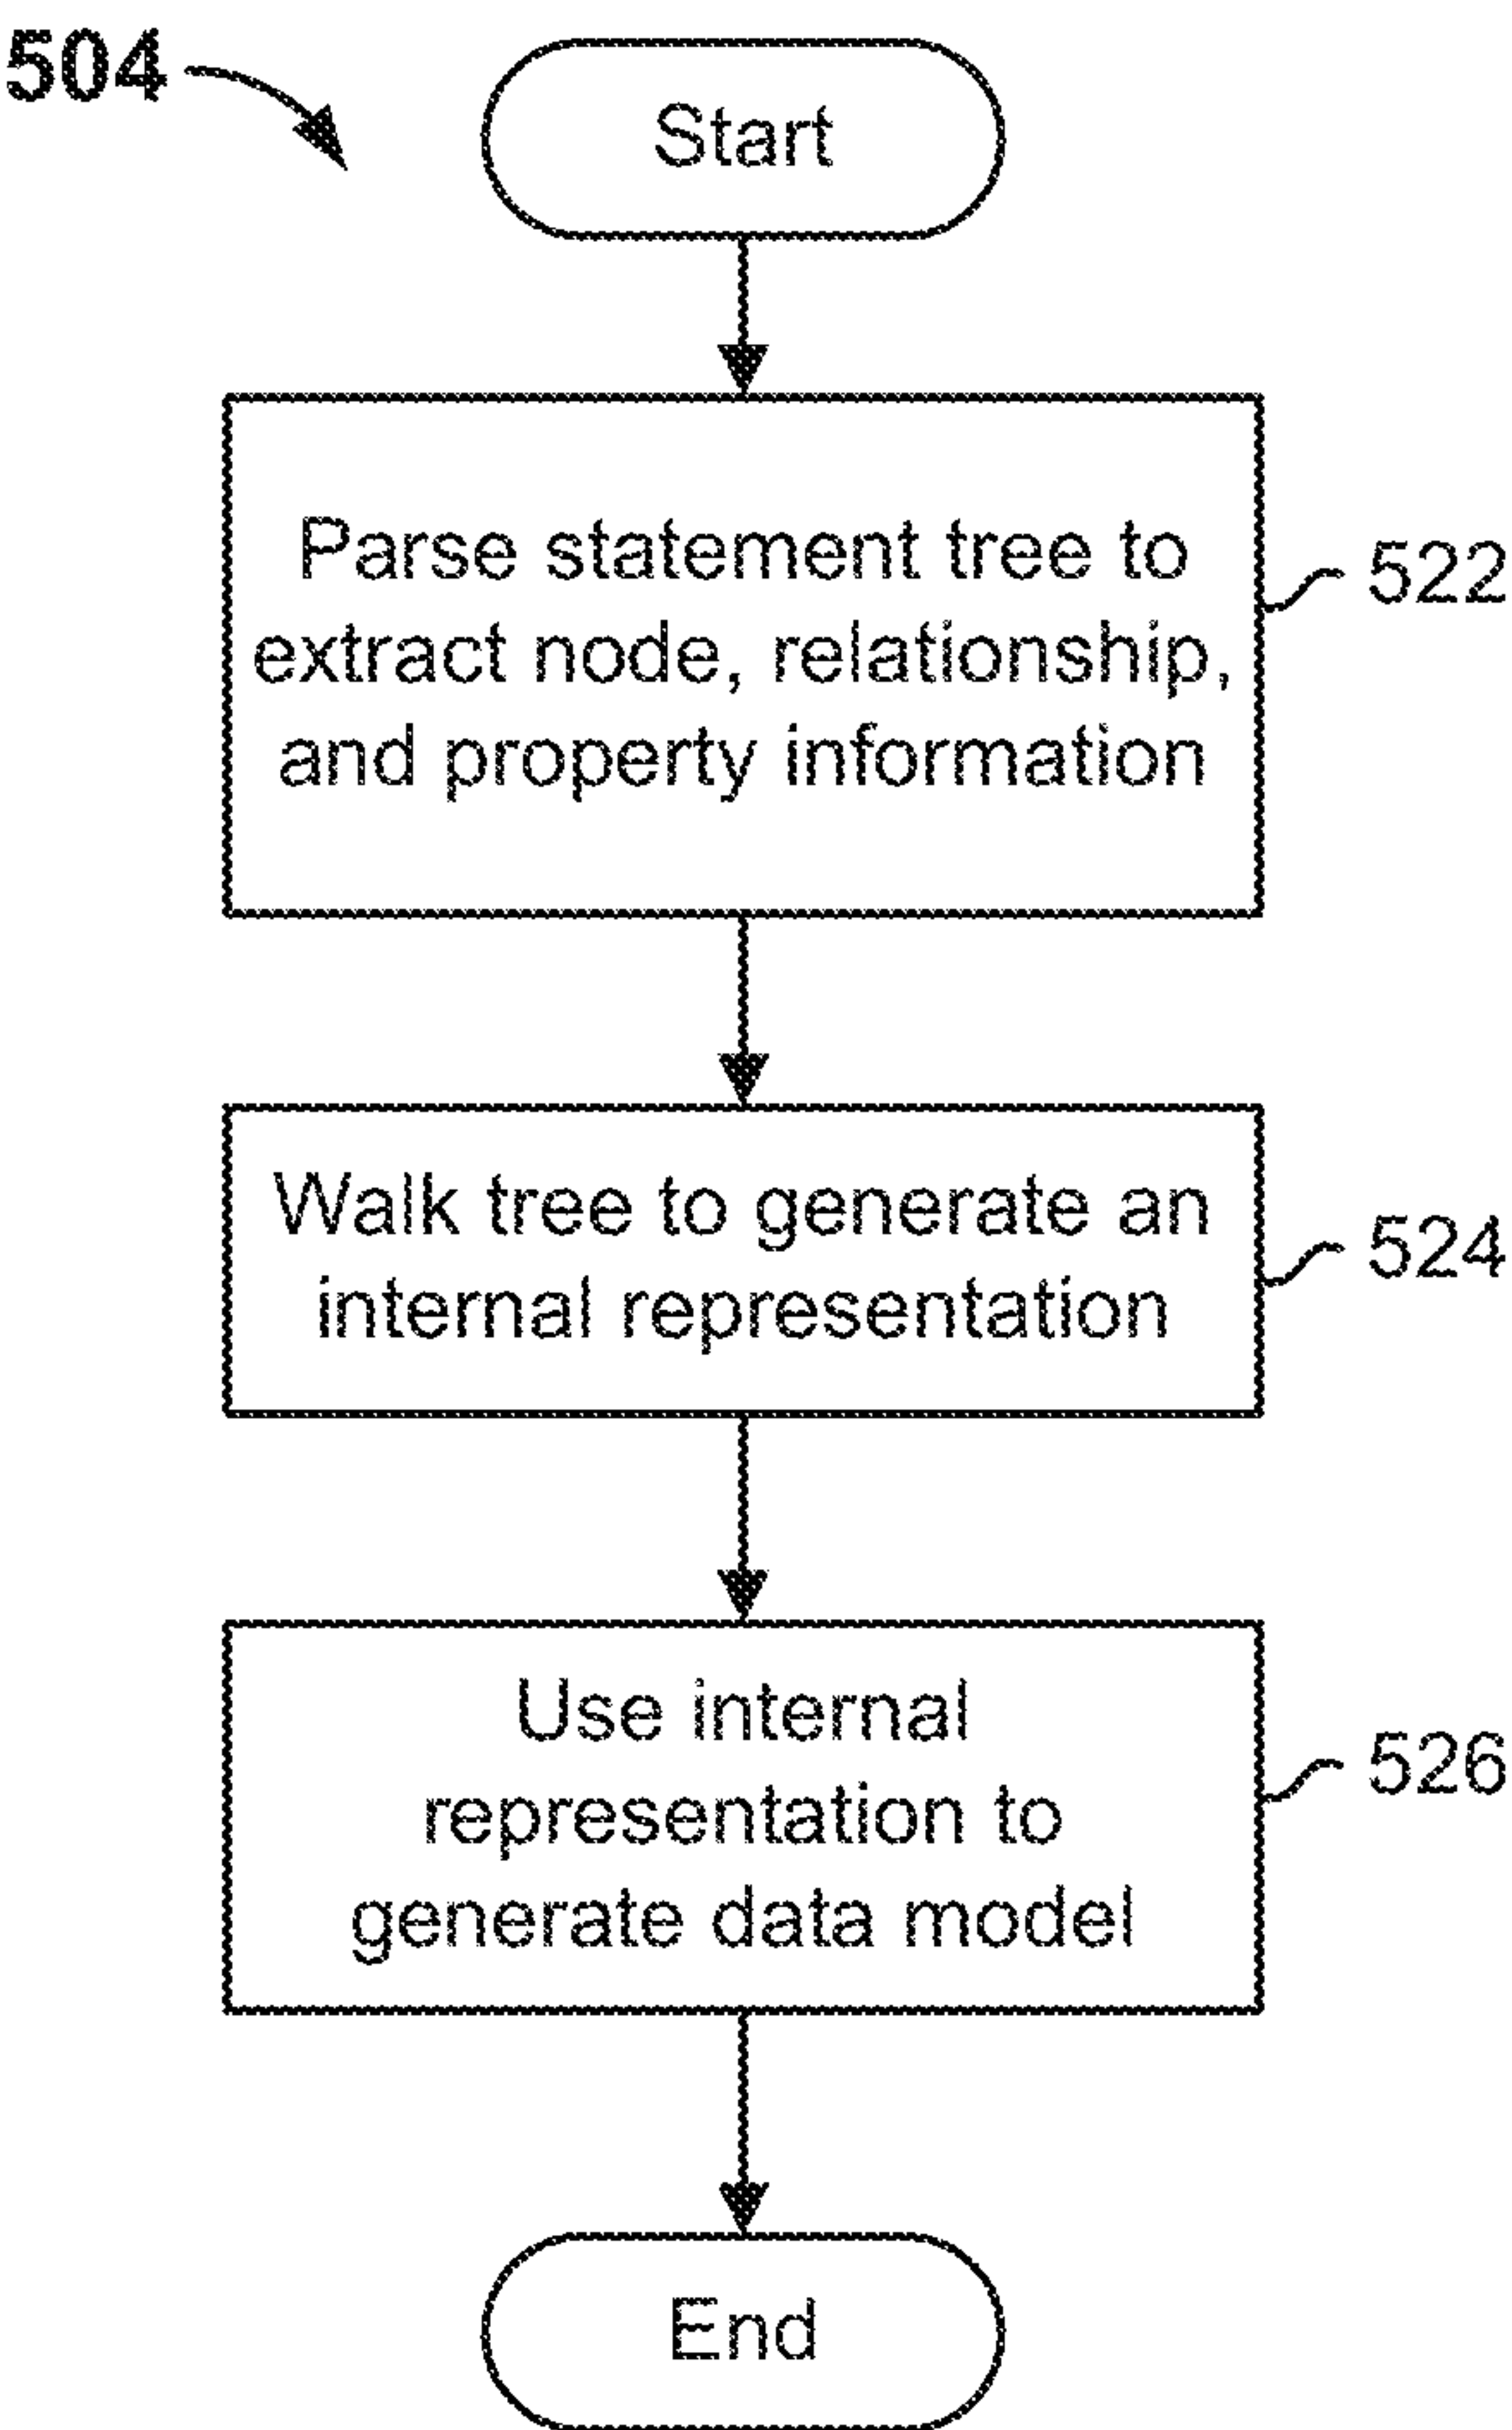 504
Start
Parse statement tree to
extract node, relationship,
and property information
522
Walk tree to generate an
internal representation
524
Use internal
representation to
generate data model
526
End